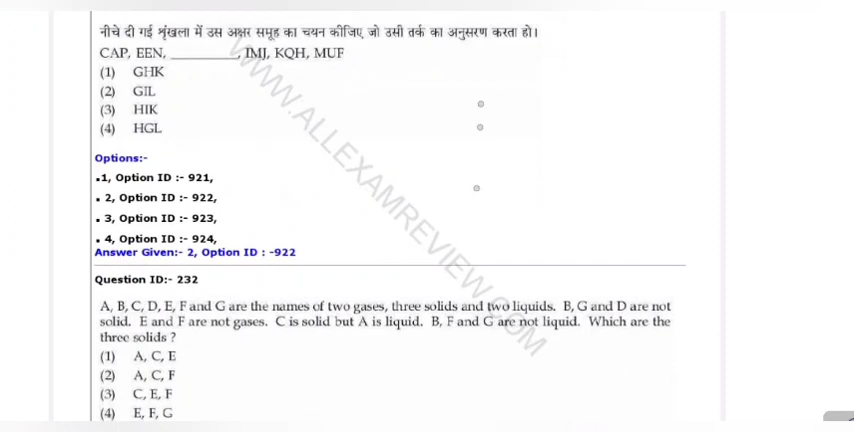 नीचे दी गई शृंखला में उस अक्षर समूह का चयन कीजिए जो उसी तर्क का अनुसरण करता हो।
CAP, EEN, ________, IMJ, KQH, MUF
(1) GHK
(2) GIL
(3) HIK
(4) HGL
Options:-
.1, Option ID :- 921,
. 2, Option ID :- 922,
. 3, Option ID :- 923,
. 4, Option ID :- 924,
Answer Given:- 2, Option ID : -922
Question ID:- 232
A, B, C, D, E, F and G are the names of two gases, three solids and two liquids. B, G and D are not
solid. E and F are not gases. C is solid but A is liquid. B, F and G are not liquid. Which are the
three solids ?
(1) A, C, E
(2) A, C, F
(3) C, E, F
(4) E, F, G
WWW.ALLEXAMREVIEW.COM